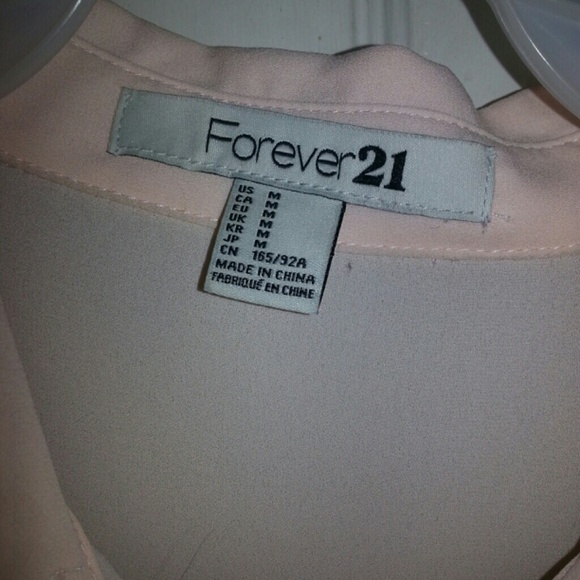 Forever21
US M
CA M
EU M
UK M
KR M
JP M
CN 165/92A
MADE IN CHINA
FABRIQUÉ EN CHINE